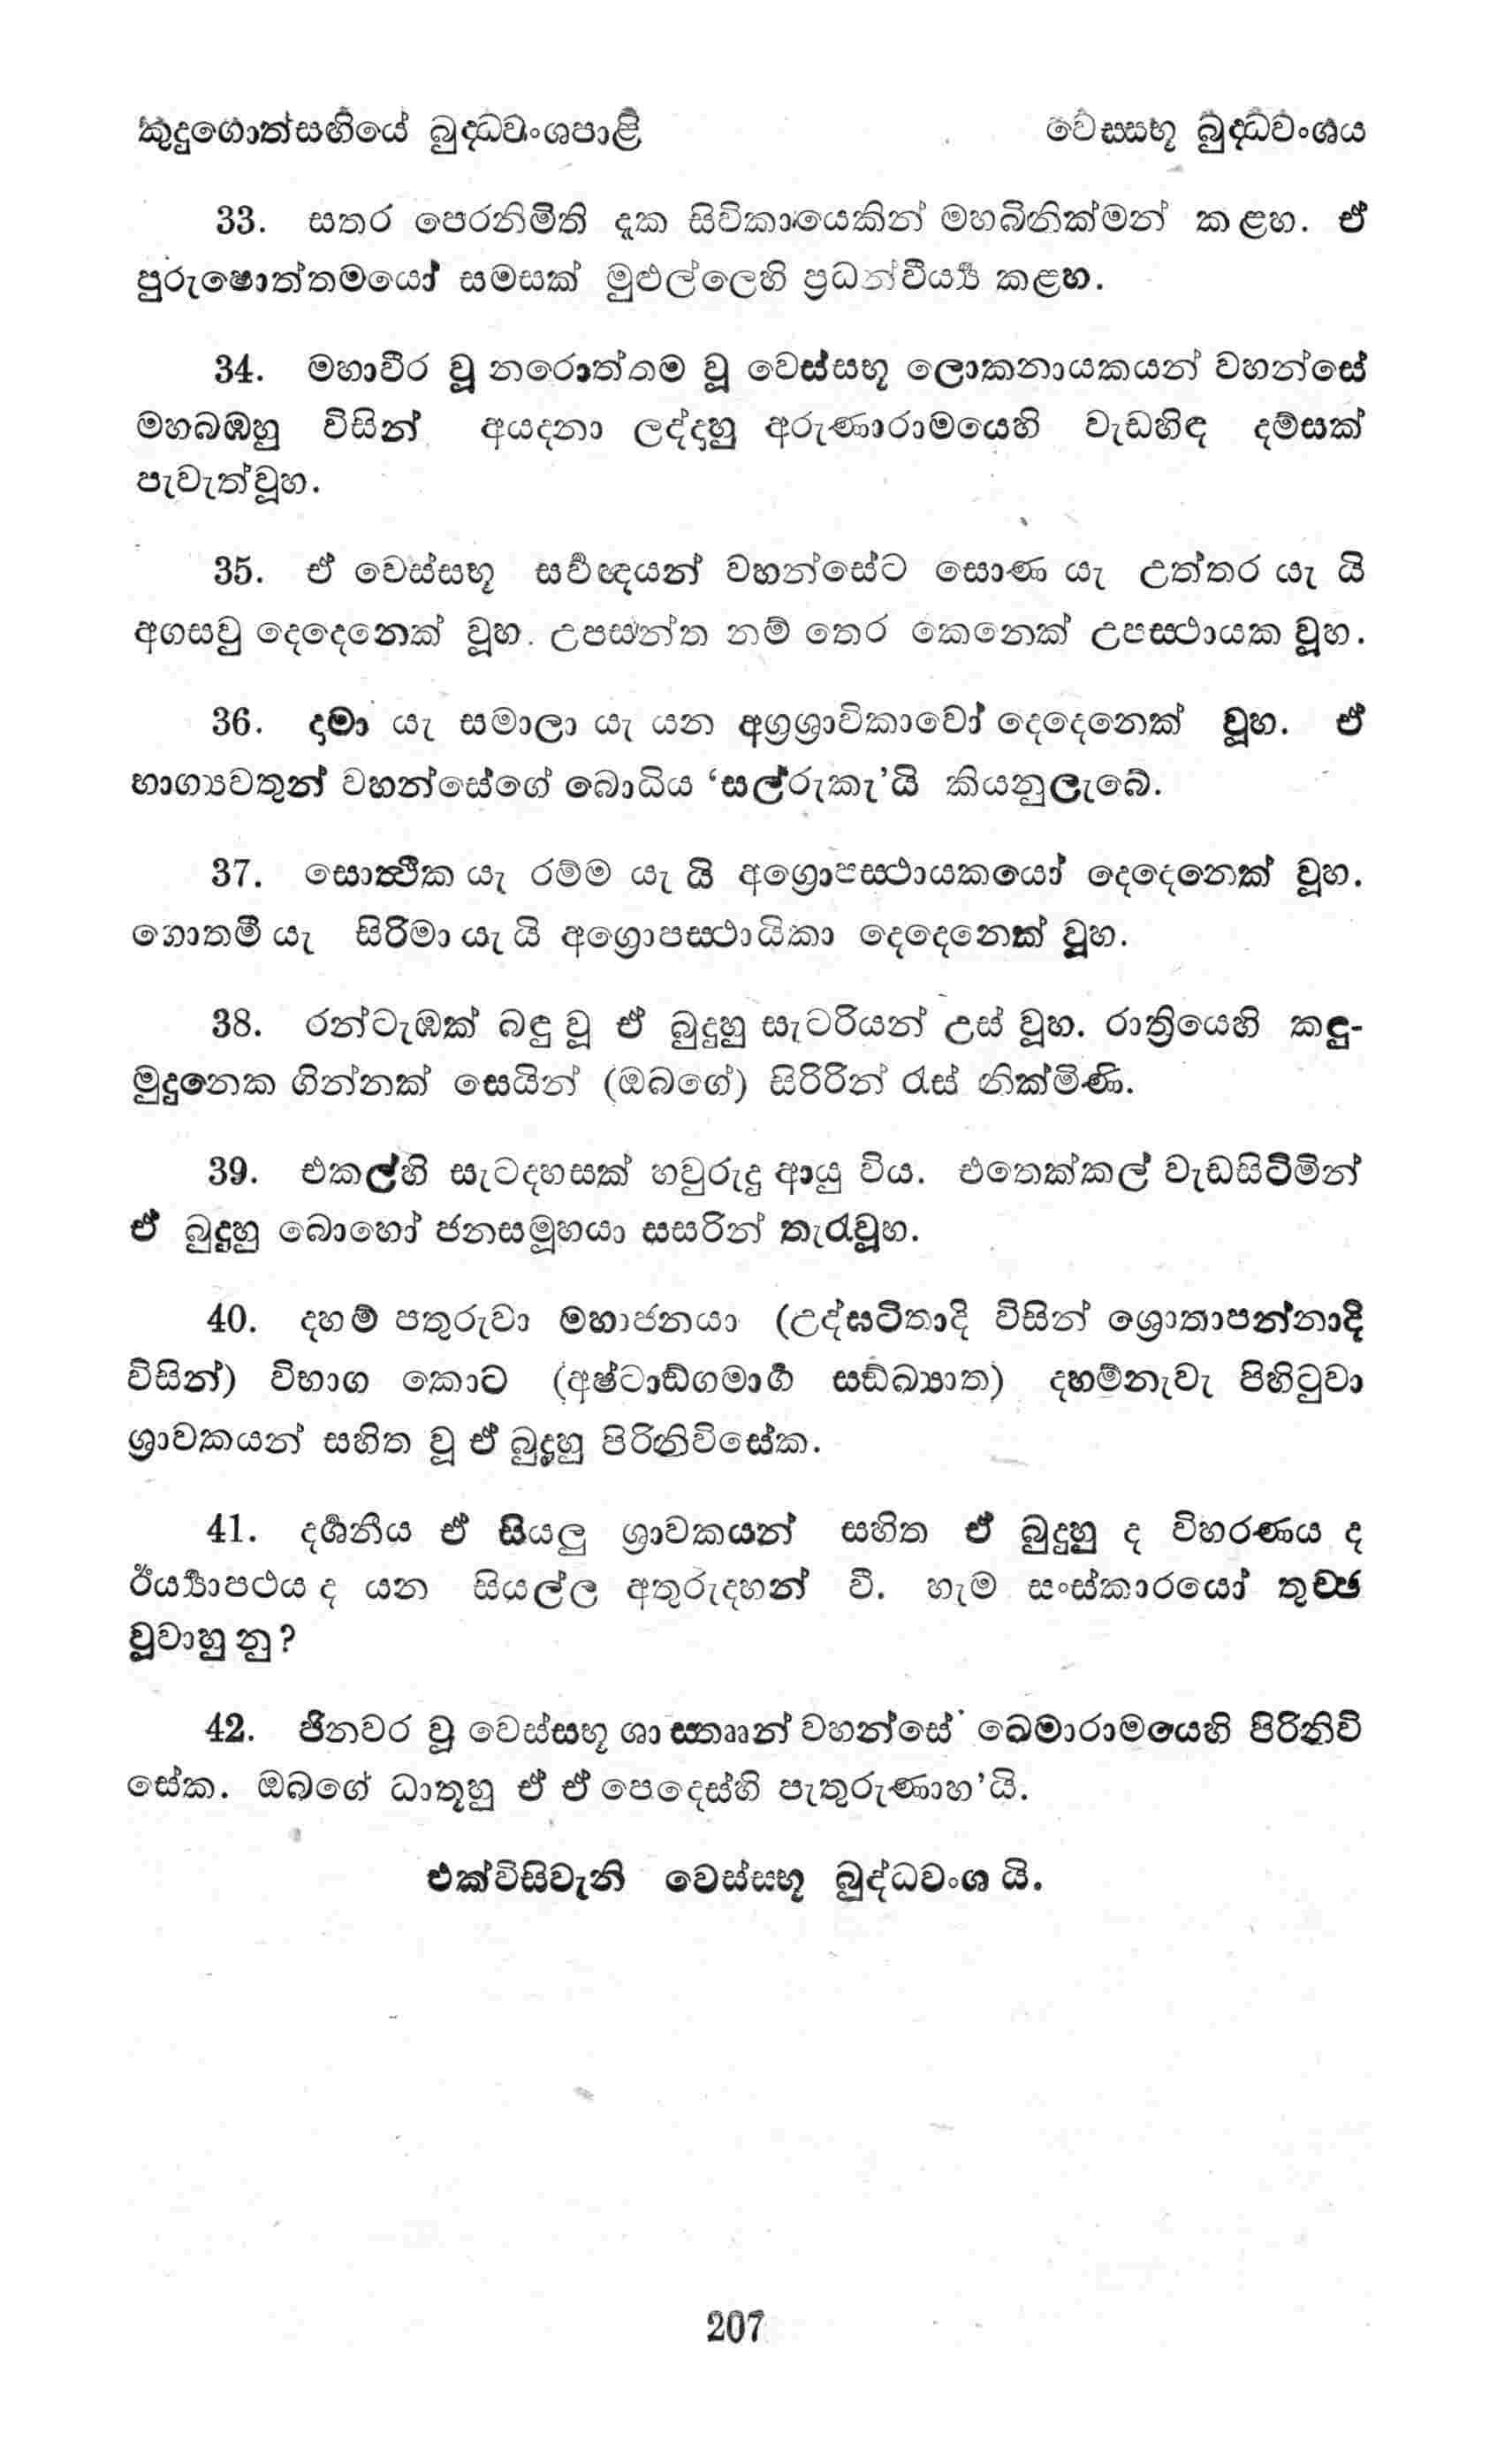 කුදුගොත්සඟියේ බුද්ධවංශපාළි
වෙස්සභූ බුද්ධවංශය
33. සතර පෙරනිමිති දැක සිවිකායෙකින් මහබිනික්මන් කළහ. ඒ
පුරුෂොත්තමයෝ සමසක් මුළුල්ලෙහි ප්‍රධන්වීර්‍ය්‍ය කළහ.
34. මහාවීර වූ නරොත්තම වූ වෙස්සභූ ලොකනායකයන් වහන්සේ
මහබඹහු විසින් අයදනා ලද්දාහු අරුණාරාමයෙහි වැඩහිඳ දම්සක්
පැවැත්වූහ.
35. ඒ වෙස්සභූ සර්‍වඥයන් වහන්සේට සොණ යැ උත්තර යැ යි
අගසවු දෙදෙනෙක් වූහ. උපසන්ත නම් තෙර කෙනෙක් උපස්ථායක වූහ.
36. දාමා යැ සමාලා යැ යන අග්‍රශ්‍රාවිකාවෝ දෙදෙනෙක් වූහ. ඒ
භාග්‍යවතුන් වහන්සේගේ බොධිය ‘සල්රුකැ’යි කියනුලැබේ.
37. සොත්ථික යැ රම්ම යැ යි අග්‍රොපස්ථායකයෝ දෙදෙනෙක් වූහ.
ගොතමී යැ සිරිමා යැ යි අග්‍රොපස්ථායිකා දෙදෙනෙක් වූහ.
38. රන්ටැඹක් බඳු වූ ඒ බුදුහු සැටරියන් උස් වූහ. රාත්‍රියෙහි කඳු-
මුදුනෙක ගින්නක් සෙයින් (ඔබගේ) සිරිරින් රැස් නික්මිණි.
39. එකල්හි සැටදහසක් හවුරුදු ආයු විය. එතෙක්කල් වැඩසිටිමින්
ඒ බුදුහු බොහෝ ජනසමූහයා සසරින් තැරැවූහ.
40. දහම් පතුරුවා මහාජනයා (උද්ඝටිතාදි විසින් ශ්‍රොතාපන්නාදි
විසින්) විභාග කොට (අෂ්ටාඞ්ගමාර්‍ග සඞ්ඛ්‍යාත) දහම්නැවැ පිහිටුවා
ශ්‍රාවකයන් සහිත වූ ඒ බුදුහු පිරිනිවිසේක.
41. දර්‍ශනීය ඒ සියලු ශ්‍රාවකයන් සහිත ඒ බුදුහු ද විහරණය ද
ඊර්‍ය්‍යාපථය ද යන සියල්ල අතුරුදහන් වී. හැම සංස්කාරයෝ තුච්ඡ
වූවාහු නු?
42. ජිනවර වූ වෙස්සභූ ශාස්තෲන් වහන්සේ ඛෙමාරාමයෙහි පිරිනිවි
සේක. ඔබගේ ධාතූහු ඒ ඒ පෙදෙස්හි පැතුරුණාහ’යි.
එක්විසිවැනි වෙස්සභූ බුද්ධවංශ යි.
207